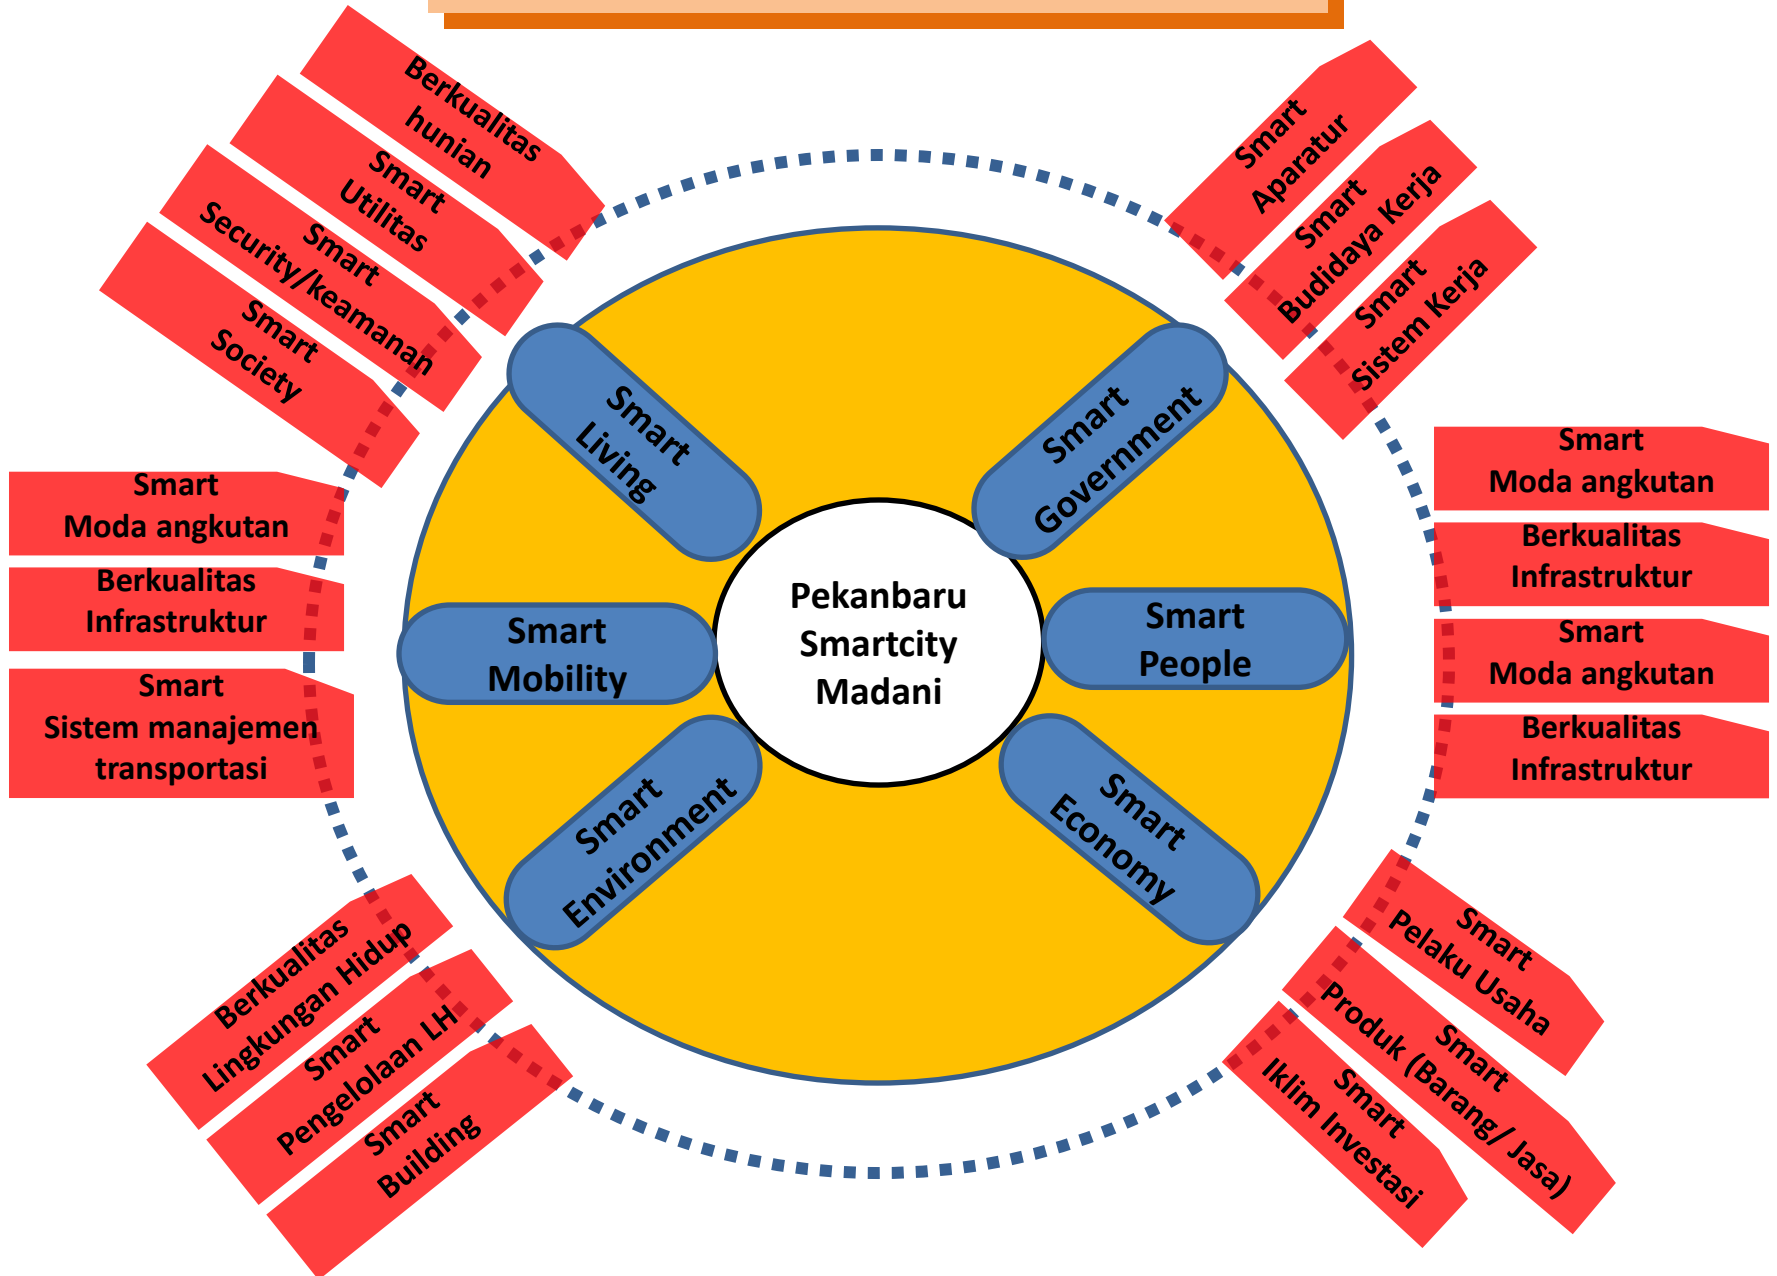 Berkualitas
hunian
Smart
Utilitas
Smart
Security/keamanan
Smart
Society
Smart
Aparatur
Smart
Budidaya Kerja
Smart
Sistem Kerja
Smart
Living
Smart
Government
Smart
Moda angkutan
Berkualitas
Infrastruktur
Smart
Sistem manajemen
transportasi
Smart
Mobility
Pekanbaru
Smartcity
Madani
Smart
People
Smart
Moda angkutan
Berkualitas
Infrastruktur
Smart
Moda angkutan
Berkualitas
Infrastruktur
Smart
Environment
Smart
Economy
Berkualitas
Lingkungan Hidup
Smart
Pengelolaan LH
Smart
Building
Smart
Pelaku Usaha
Smart
Produk (Barang/ Jasa)
Smart
Iklim Investasi